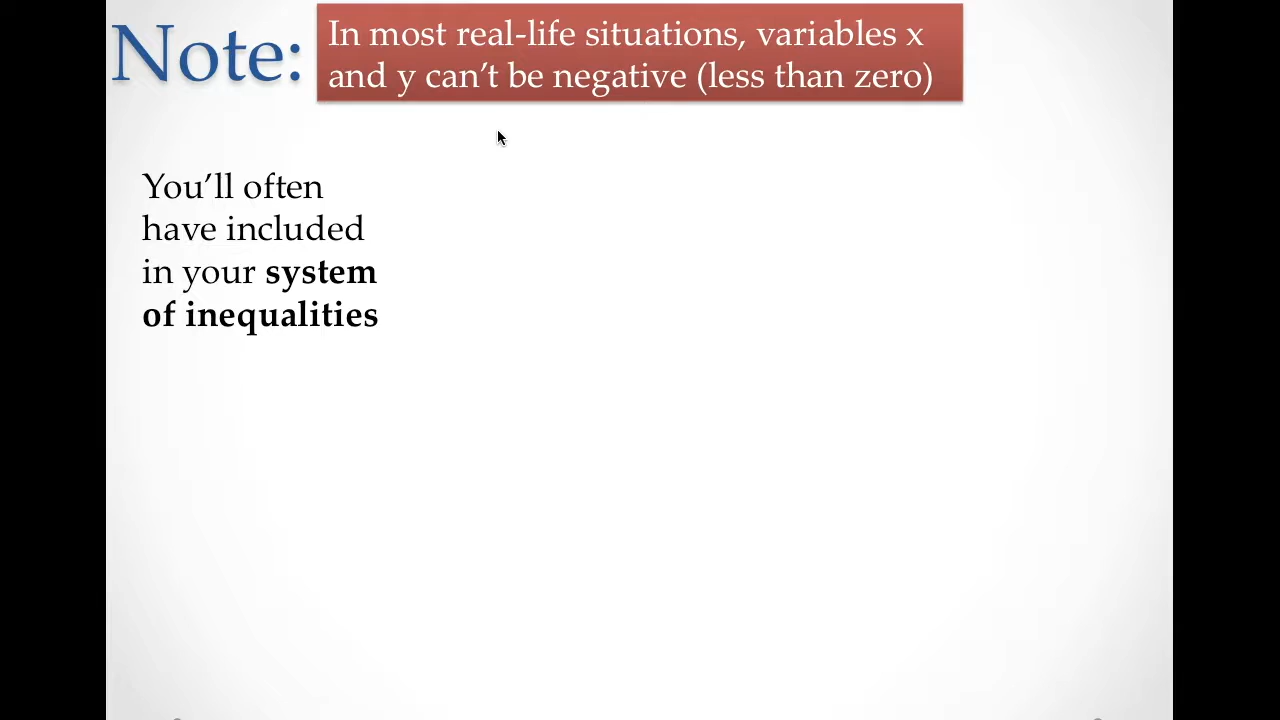 Note:
In most real-life situations, variables x
and y can’t be negative (less than zero)
You’ll often
have included
in your system
of inequalities